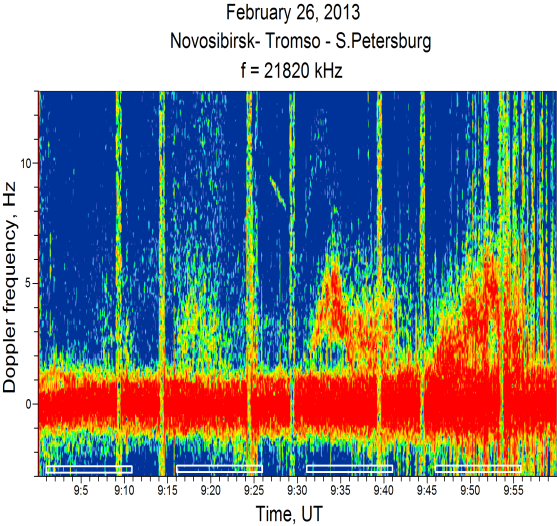 February 26, 2013
Novosibirsk- Tromso - S.Petersburg
f = 21820 kHz
Doppler frequency, Hz
10
5
0
9:5 9:10 9:15 9:20 9:25 9:30 9:35 9:40 9:45 9:50 9:55
Time, UT